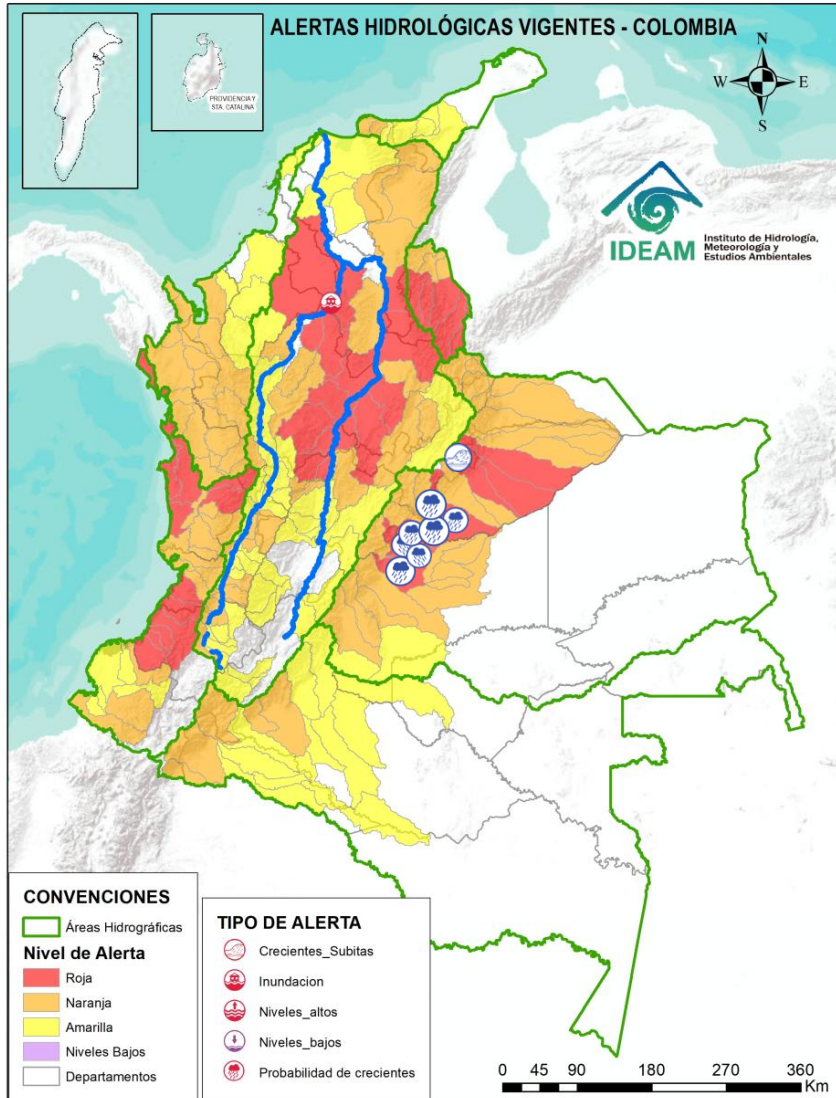 ALERTAS HIDROLÓGICAS VIGENTES - COLOMBIA
PROVIDENCIA Y
STA. CATALINA
N
W
E
S
IDEAM
Instituto de Hidrología,
Meteorología y
Estudios Ambientales
CONVENCIONES
Áreas Hidrográficas
Nivel de Alerta
Roja
Naranja
Amarilla
Niveles Bajos
Departamentos
TIPO DE ALERTA
Crecientes_Subitas
Inundacion
Niveles_altos
Niveles_bajos
Probabilidad de crecientes
0 45 90 180 270 360
Km